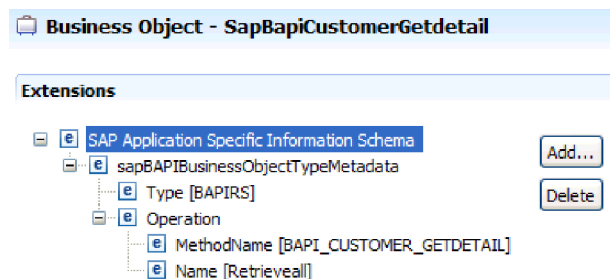 Business Object - SapBapiCustomerGetdetail
Extensions
e SAP Application Specific Information Schema
Add...
e sapBAPIBusinessObjectTypeMetadata
e Type [BAPIRS]
Delete
e Operation
e MethodName [BAPI_CUSTOMER_GETDETAIL]
e Name [Retrieveall]